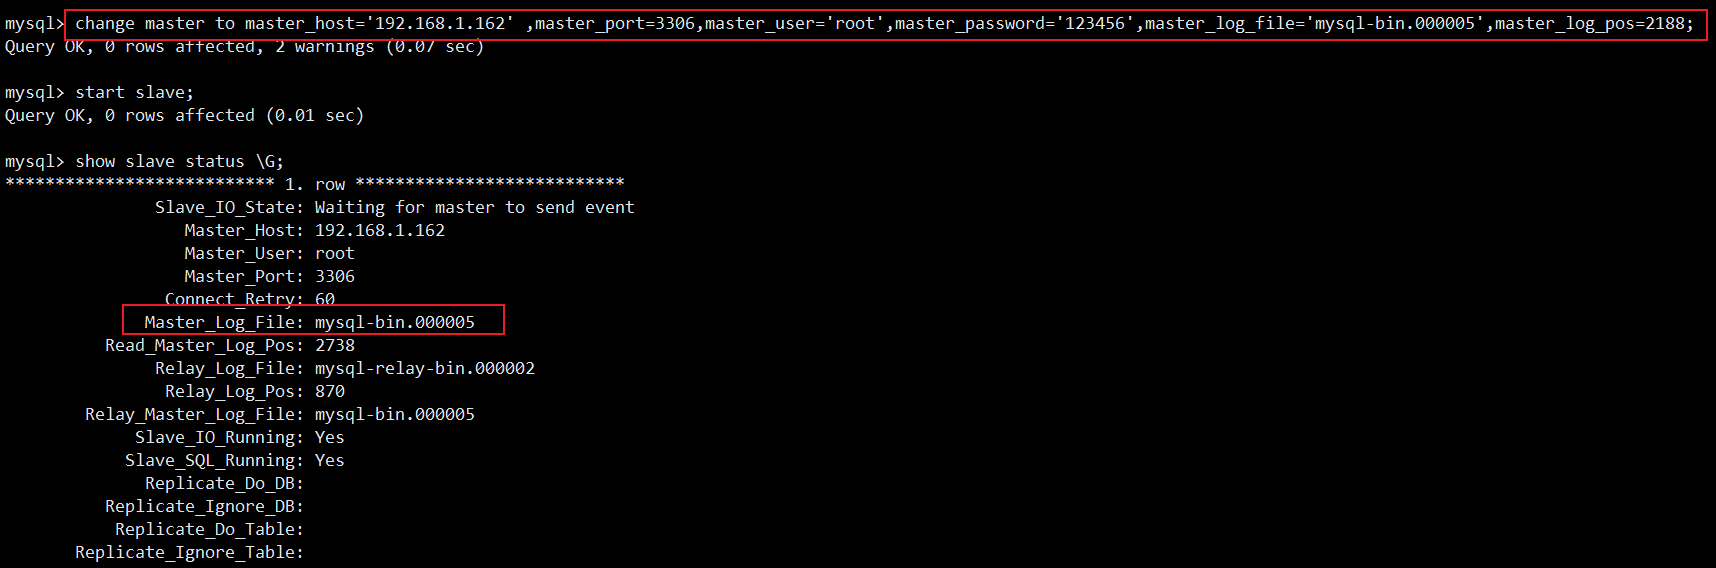 mysql> change master to master_host='192.168.1.162' ,master_port=3306,master_user='root',master_password='123456',master_log_file='mysql-bin.000005',master_log_pos=2188;
Query OK, 0 rows affected, 2 warnings (0.07 sec)

mysql> start slave;
Query OK, 0 rows affected (0.01 sec)

mysql> show slave status \G;
*************************** 1. row ***************************
               Slave_IO_State: Waiting for master to send event
                  Master_Host: 192.168.1.162
                  Master_User: root
                  Master_Port: 3306
                Connect_Retry: 60
              Master_Log_File: mysql-bin.000005
          Read_Master_Log_Pos: 2738
               Relay_Log_File: mysql-relay-bin.000002
                Relay_Log_Pos: 870
        Relay_Master_Log_File: mysql-bin.000005
             Slave_IO_Running: Yes
            Slave_SQL_Running: Yes
              Replicate_Do_DB:
          Replicate_Ignore_DB:
           Replicate_Do_Table:
       Replicate_Ignore_Table: